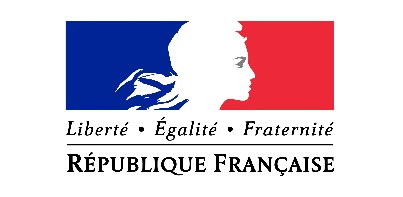 Liberté • Égalité • Fraternité
RÉPUBLIQUE FRANÇAISE